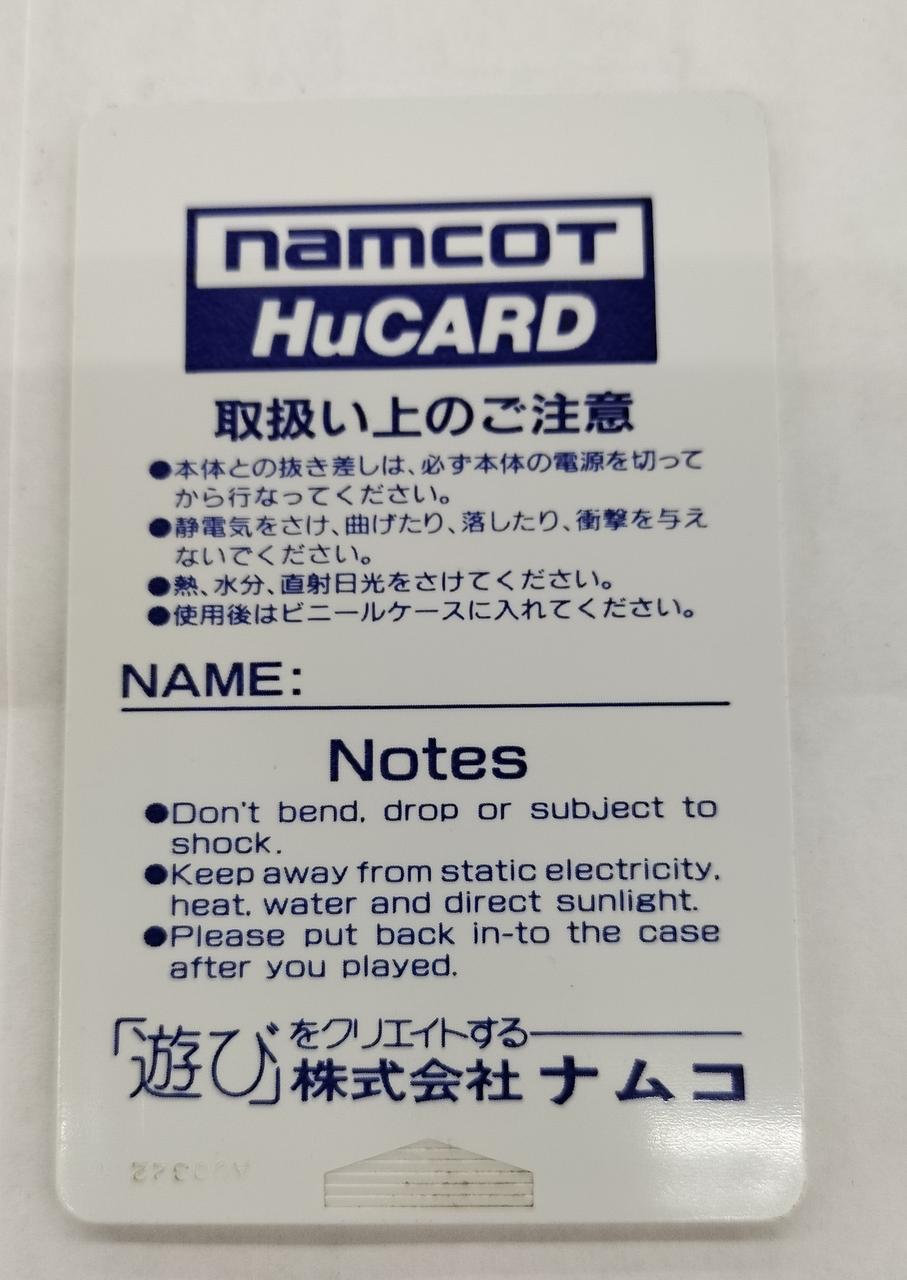 namcoT
HuCARD
取扱い上のご注意
●本体との抜き差しは、必ず本体の電源を切って
から行なってください。
●静電気をさけ、曲げたり、落したり、衝撃を与え
ないでください。
●熱、水分、直射日光をさけてください。
●使用後はビニールケースに入れてください。
NAME:
Notes
●Don't bend, drop or subject to
shock.
●Keep away from static electricity,
heat, water and direct sunlight.
●Please put back in-to the case
after you played.
「遊び」をクリエイトする―
株式会社ナムコ